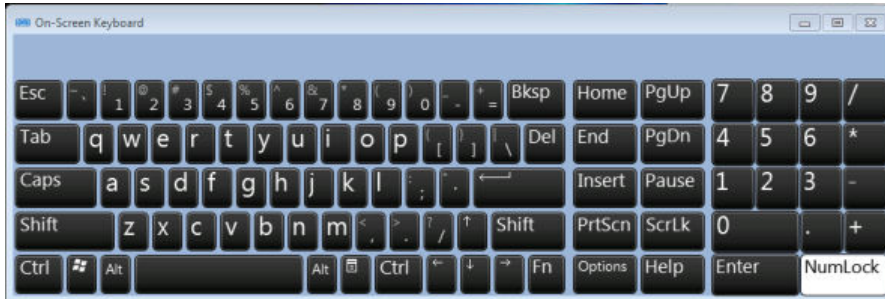 On-Screen Keyboard
Esc ~ ` ! 1 @ 2 # 3 $ 4 % 5 ^ 6 & 7 * 8 ( 9 ) 0 _ - + = Bksp Home PgUp 7 8 9 /
Tab q w e r t y u i o p { [ } ] | \ Del End PgDn 4 5 6 *
Caps a s d f g h j k l : ; " ' Insert Pause 1 2 3 -
Shift z x c v b n m < , > . ? / ↑ Shift PrtScn ScrLk 0 . +
Ctrl Alt Alt Ctrl ← ↓ → Fn Options Help Enter NumLock